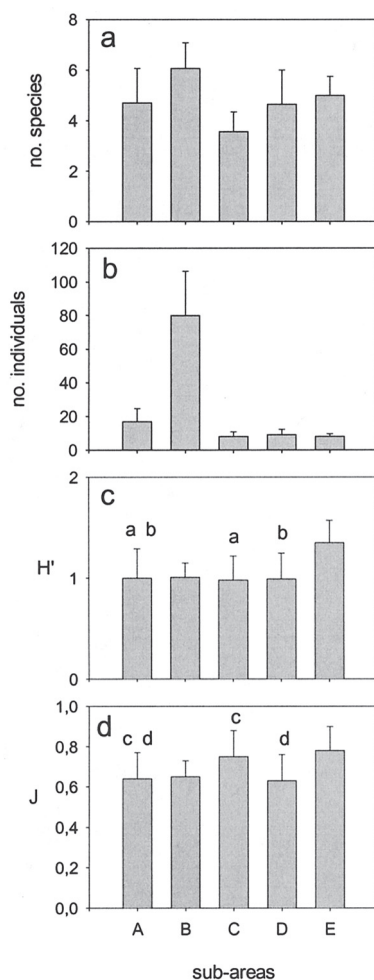 a
8
6
4
2
0
no. species
b
120
100
80
60
40
20
0
no. individuals
c
2
1
0
H'
a b
a
b
d
1,0
0,8
0,6
0,4
0,2
0,0
J
c d
c
d
A B C D E
sub-areas